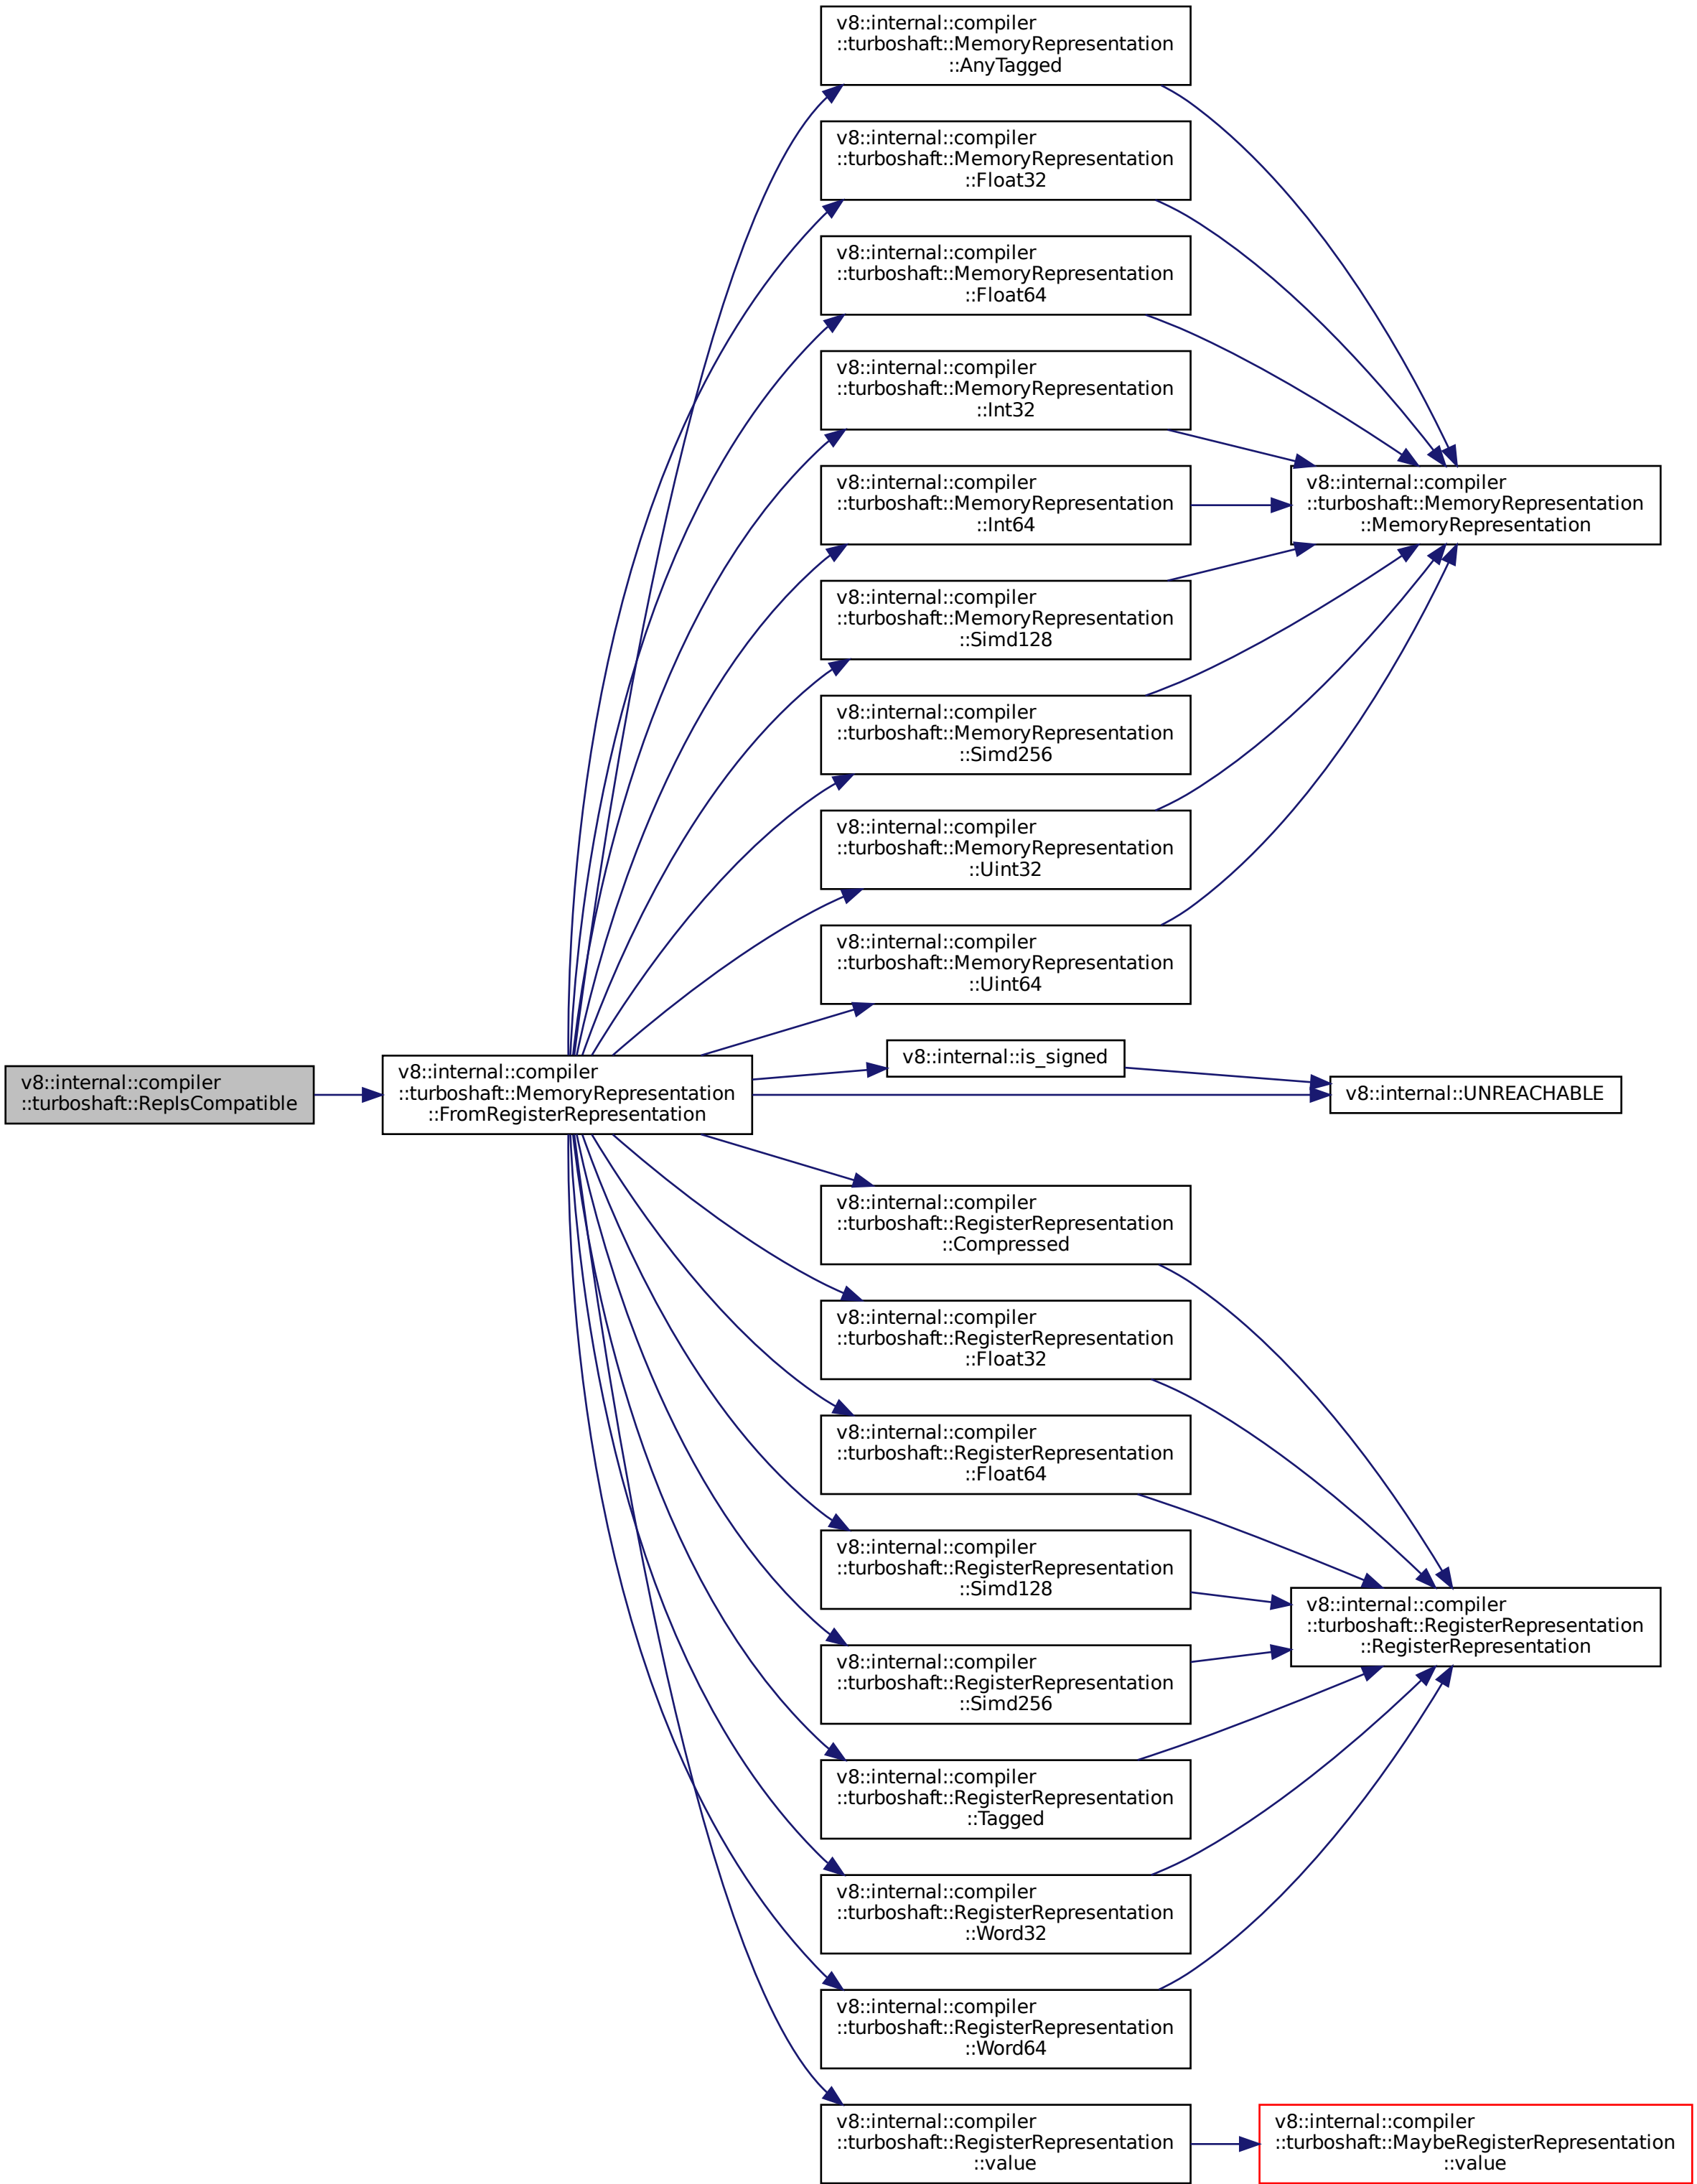 v8::internal::compiler
::turboshaft::RepIsCompatible
v8::internal::compiler
::turboshaft::MemoryRepresentation
::FromRegisterRepresentation
v8::internal::compiler
::turboshaft::MemoryRepresentation
::AnyTagged
v8::internal::compiler
::turboshaft::MemoryRepresentation
::Float32
v8::internal::compiler
::turboshaft::MemoryRepresentation
::Float64
v8::internal::compiler
::turboshaft::MemoryRepresentation
::Int32
v8::internal::compiler
::turboshaft::MemoryRepresentation
::Int64
v8::internal::compiler
::turboshaft::MemoryRepresentation
::Simd128
v8::internal::compiler
::turboshaft::MemoryRepresentation
::Simd256
v8::internal::compiler
::turboshaft::MemoryRepresentation
::Uint32
v8::internal::compiler
::turboshaft::MemoryRepresentation
::Uint64
v8::internal::is_signed
v8::internal::compiler
::turboshaft::RegisterRepresentation
::Compressed
v8::internal::compiler
::turboshaft::RegisterRepresentation
::Float32
v8::internal::compiler
::turboshaft::RegisterRepresentation
::Float64
v8::internal::compiler
::turboshaft::RegisterRepresentation
::Simd128
v8::internal::compiler
::turboshaft::RegisterRepresentation
::Simd256
v8::internal::compiler
::turboshaft::RegisterRepresentation
::Tagged
v8::internal::compiler
::turboshaft::RegisterRepresentation
::Word32
v8::internal::compiler
::turboshaft::RegisterRepresentation
::Word64
v8::internal::compiler
::turboshaft::RegisterRepresentation
::value
v8::internal::compiler
::turboshaft::MemoryRepresentation
::MemoryRepresentation
v8::internal::UNREACHABLE
v8::internal::compiler
::turboshaft::RegisterRepresentation
::RegisterRepresentation
v8::internal::compiler
::turboshaft::MaybeRegisterRepresentation
::value